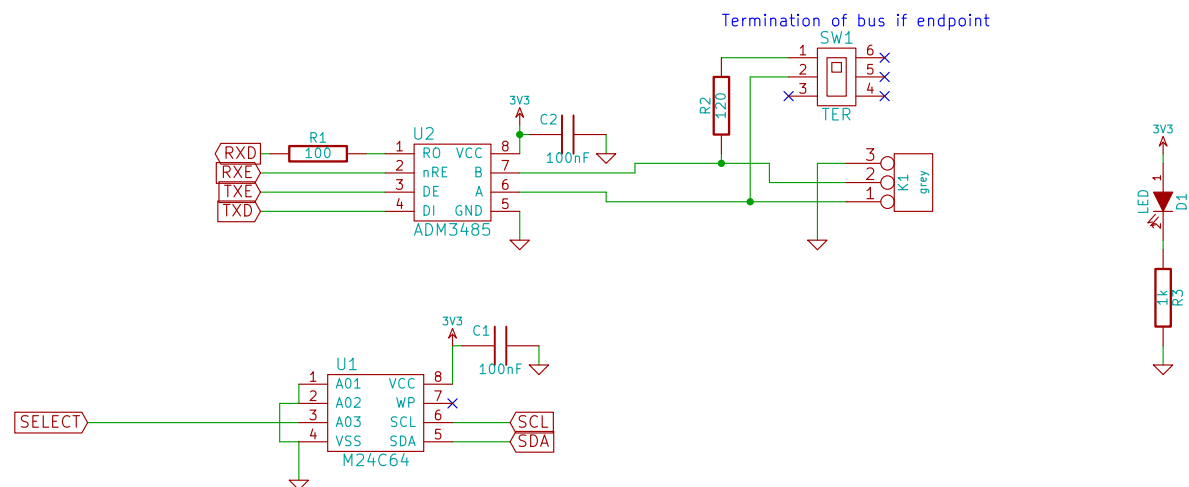 Termination of bus if endpoint
SW1
1 6
2 5
3 4
TER
R2
120
3V3
C2
100nF
U2
R1
100
RXD 1 RO VCC 8
RXE 2 nRE B 7
TXE 3 DE A 6
TXD 4 DI GND 5
ADM3485
3
2
1
K1
grey
3V3
1
LED
D1
2
1k
R3
3V3
C1
100nF
U1
1 A01 VCC 8
2 A02 WP 7
SELECT 3 A03 SCL 6 SCL
4 VSS SDA 5 SDA
M24C64